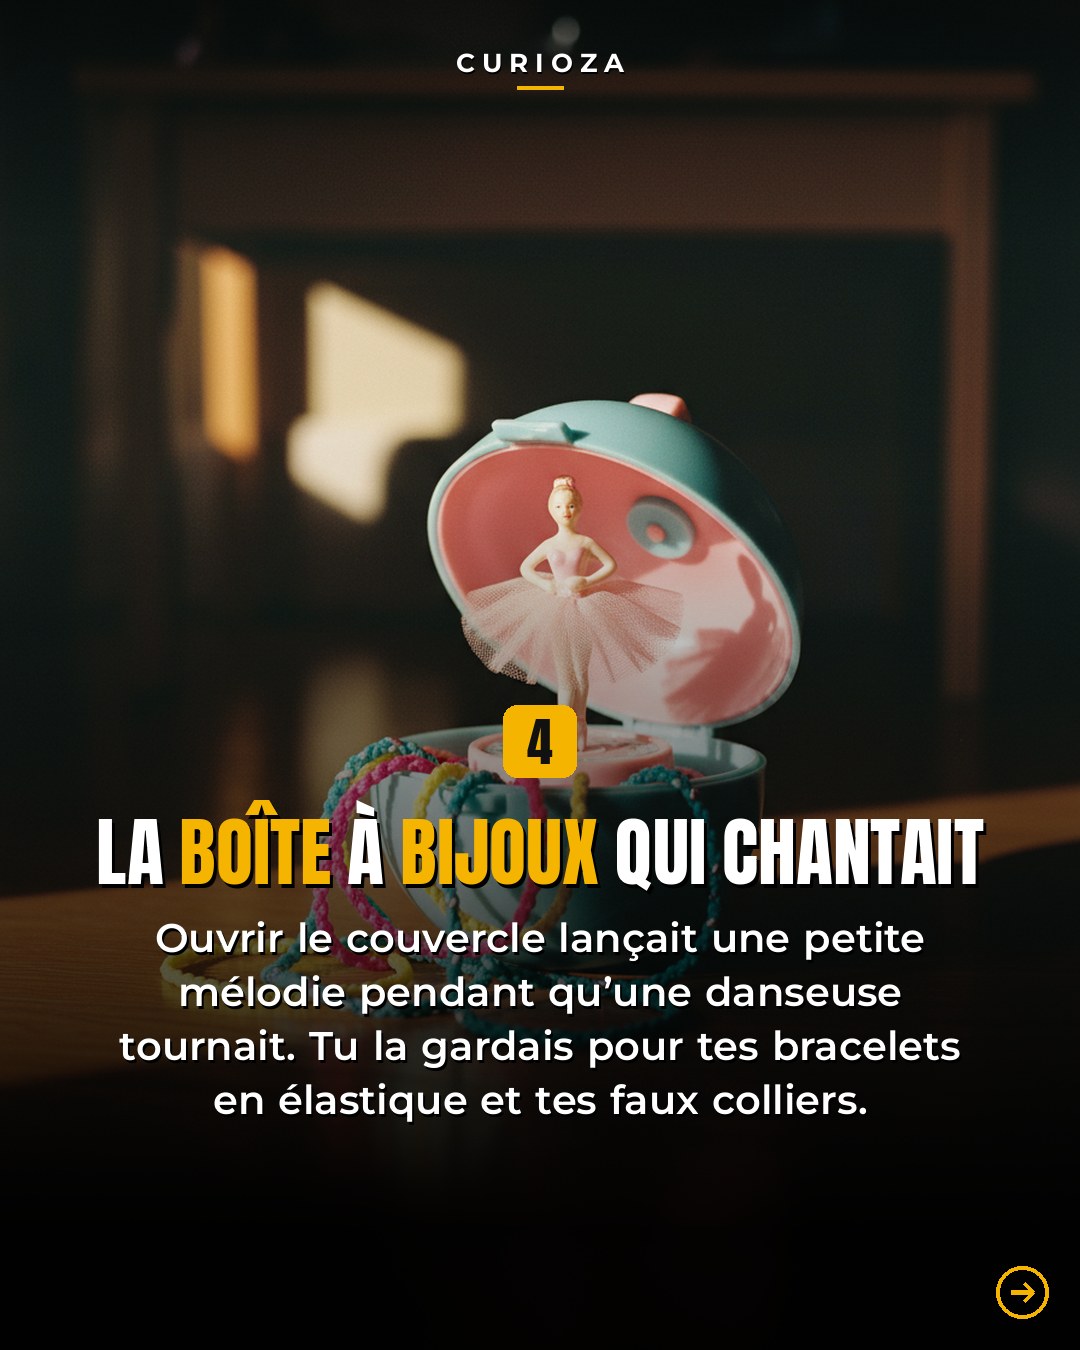 CURIOZA
4
LA BOÎTE À BIJOUX QUI CHANTAIT
Ouvrir le couvercle lançait une petite
mélodie pendant qu’une danseuse
tournait. Tu la gardais pour tes bracelets
en élastique et tes faux colliers.